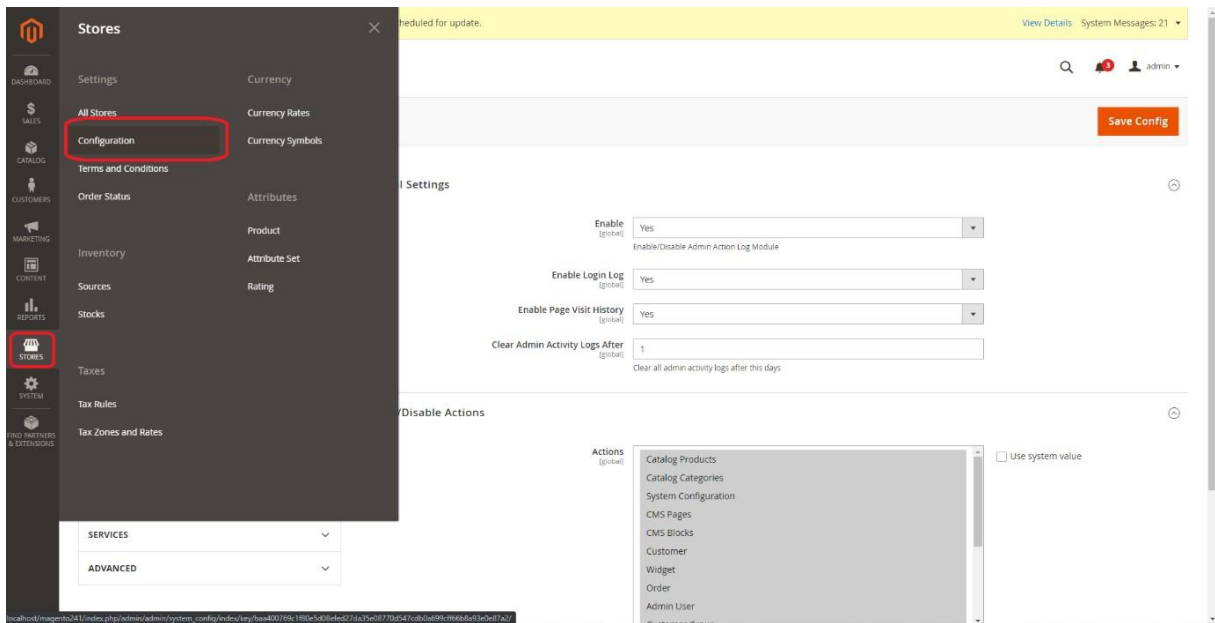 heduled for update.
View Details System Messages: 21
Stores
DASHBOARD
SALES
CATALOG
CUSTOMERS
MARKETING
CONTENT
REPORTS
STORES
SYSTEM
FIND PARTNERS
& EXTENSIONS
Settings
All Stores
Configuration
Terms and Conditions
Order Status
Inventory
Sources
Stocks
Taxes
Tax Rules
Tax Zones and Rates
Currency
Currency Rates
Currency Symbols
Attributes
Product
Attribute Set
Rating
3 admin
Save Config
l Settings
Enable
[global]
Yes
Enable/Disable Admin Action Log Module
Enable Login Log
[global]
Yes
Enable Page Visit History
[global]
Yes
Clear Admin Activity Logs After
[global]
1
Clear all admin activity logs after this days
/Disable Actions
Actions
[global]
Catalog Products
Catalog Categories
System Configuration
CMS Pages
CMS Blocks
Customer
Widget
Order
Admin User
Use system value
SERVICES
ADVANCED